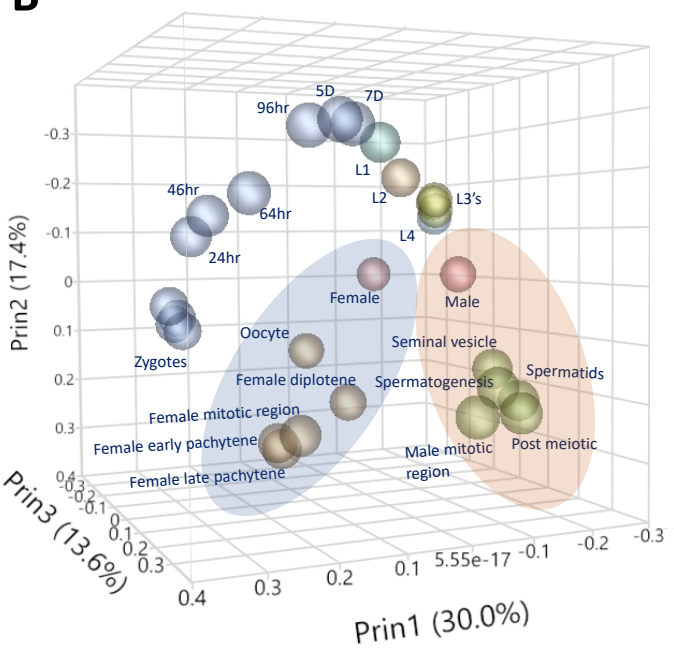 B
5D
7D
96hr
-0.3
L1
46hr
-0.2
L2
L3's
64hr
-0.1
L4
24hr
0
Female
Male
Prin2 (17.4%)
0.1
Oocyte
Seminal vesicle
Zygotes
0.2
Female diplotene
Spermatogenesis
Spermatids
Female mitotic region
0.3
Female early pachytene
Male mitotic
region
Post meiotic
0.4
Female late pachytene
-0.2
-0.1
0
0.1
0.2
0.3
Prin3 (13.6%)
0.4
0.3
0.2
0.1
5.55e-17
-0.1
-0.2
-0.3
Prin1 (30.0%)